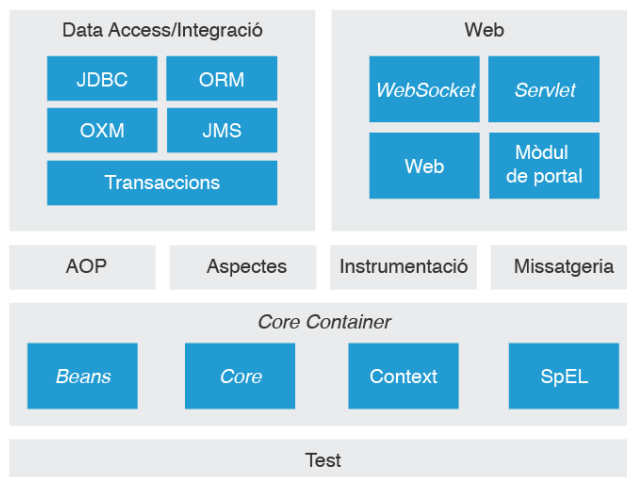 Data Access/Integració
JDBC
ORM
OXM
JMS
Transaccions
Web
WebSocket
Servlet
Web
Mòdul
de portal
AOP
Aspectes
Instrumentació
Missatgeria
Core Container
Beans
Core
Context
SpEL
Test